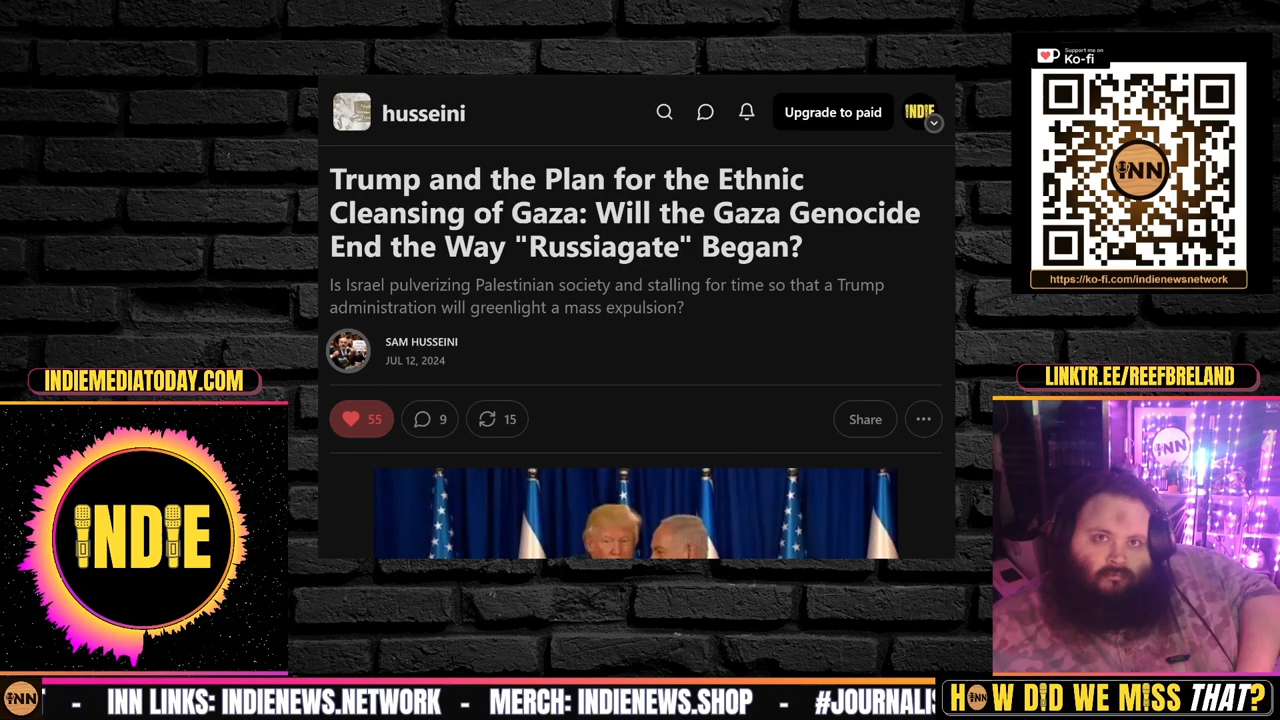 husseini
Upgrade to paid
INDIE
Trump and the Plan for the Ethnic
Cleansing of Gaza: Will the Gaza Genocide
End the Way "Russiagate" Began?
Is Israel pulverizing Palestinian society and stalling for time so that a Trump
administration will greenlight a mass expulsion?
SAM HUSSEINI
JUL 12, 2024
55
9
15
Share
Support me on
Ko-fi
INN
https://ko-fi.com/indienewsnetwork
INDIEMEDIATODAY.COM
INDIE
LINKTR.EE/REEFBRELAND
INN
INN
- INN LINKS: INDIENEWS.NETWORK - MERCH: INDIENEWS.SHOP - #JOURNALIS
HOW DID WE MISS THAT?